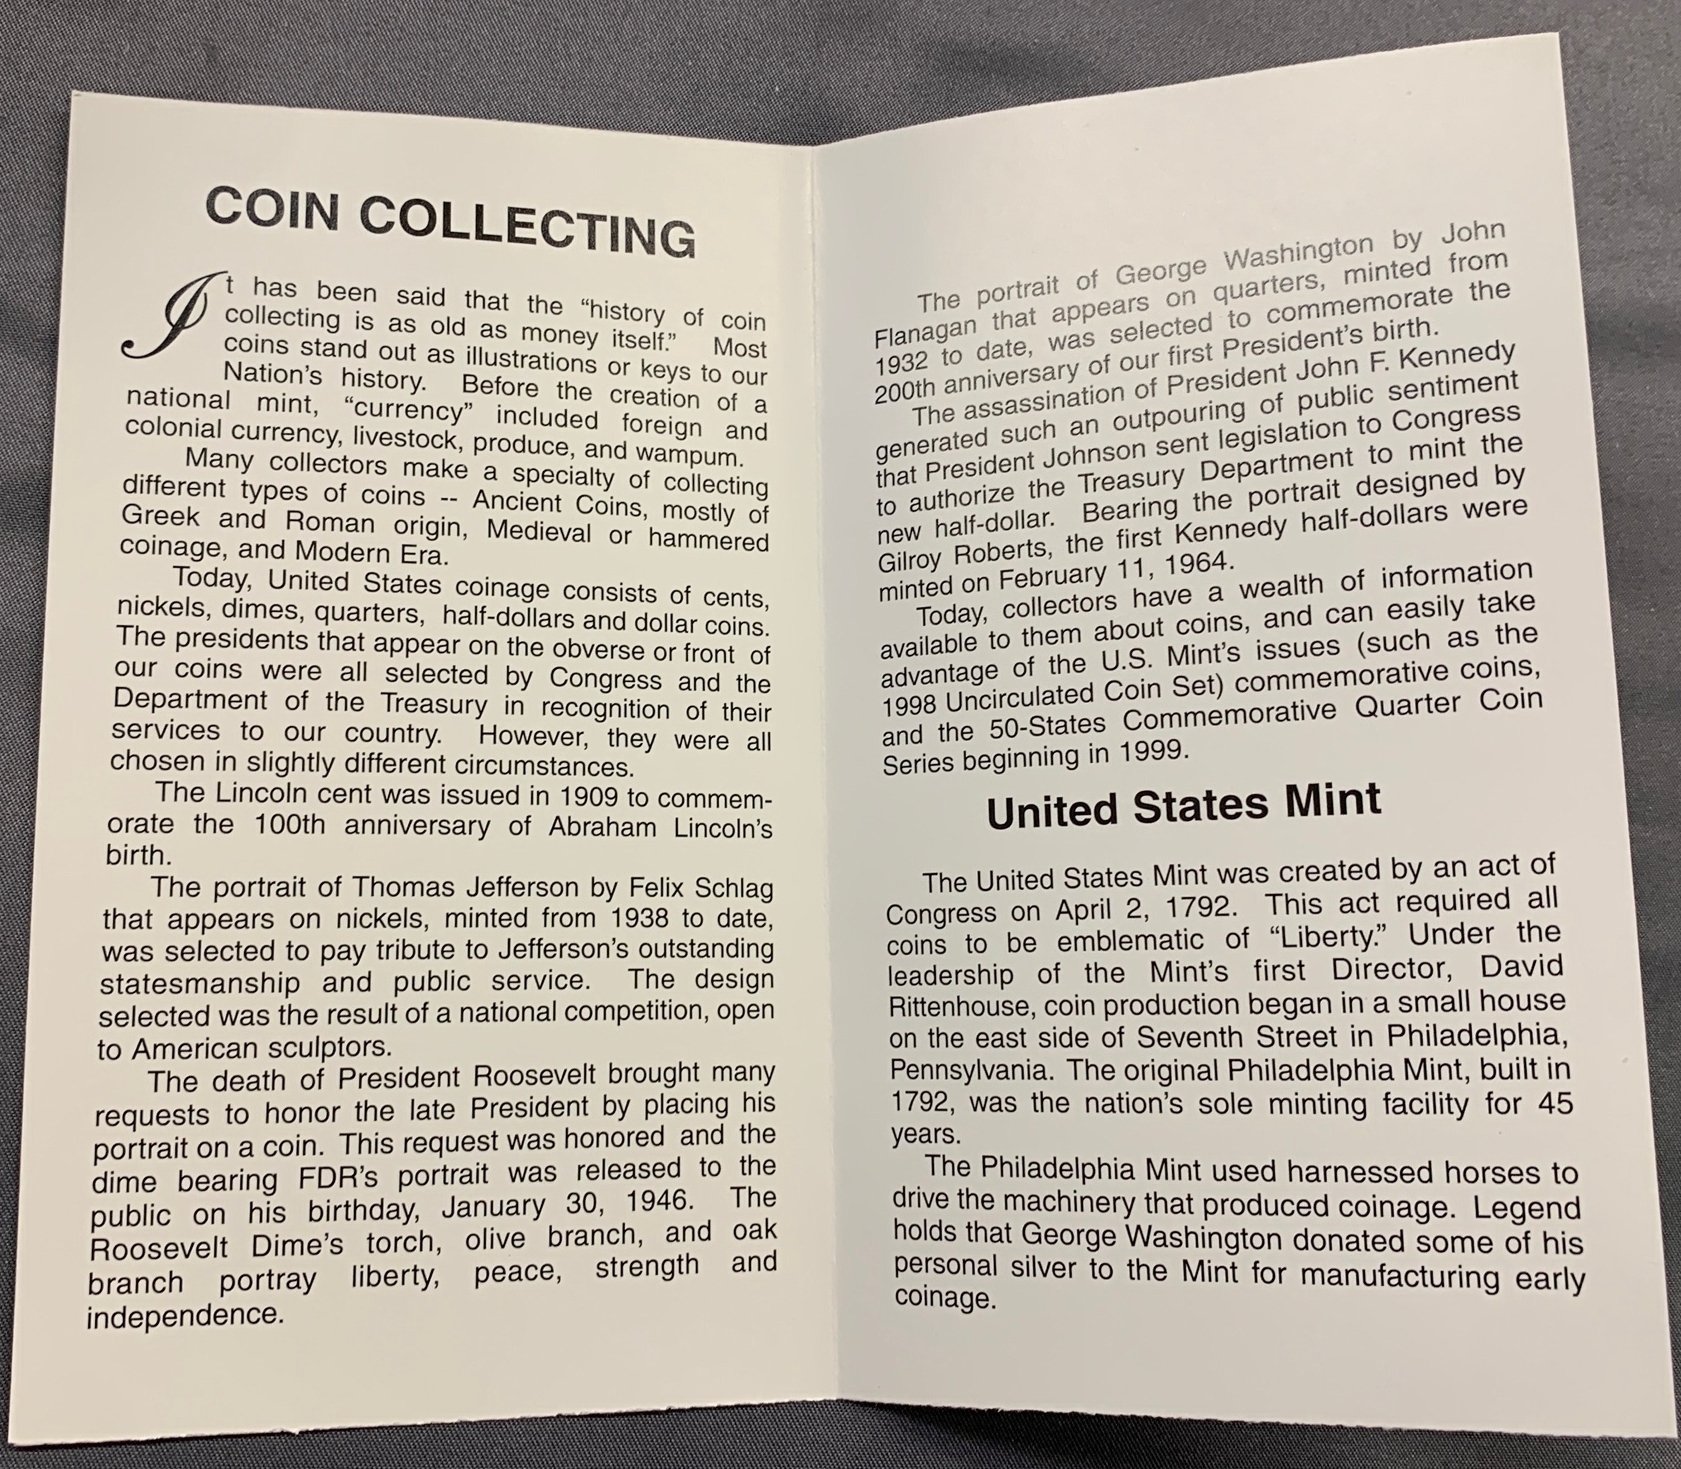 COIN COLLECTING
It has been said that the “history of coin
collecting is as old as money itself.” Most
coins stand out as illustrations or keys to our
Nation’s history. Before the creation of a
national mint, “currency” included foreign and
colonial currency, livestock, produce, and wampum.
Many collectors make a specialty of collecting
different types of coins -- Ancient Coins, mostly of
Greek and Roman origin, Medieval or hammered
coinage, and Modern Era.
Today, United States coinage consists of cents,
nickels, dimes, quarters, half-dollars and dollar coins.
The presidents that appear on the obverse or front of
our coins were all selected by Congress and the
Department of the Treasury in recognition of their
services to our country. However, they were all
chosen in slightly different circumstances.
The Lincoln cent was issued in 1909 to commem-
orate the 100th anniversary of Abraham Lincoln’s
birth.
The portrait of Thomas Jefferson by Felix Schlag
that appears on nickels, minted from 1938 to date,
was selected to pay tribute to Jefferson’s outstanding
statesmanship and public service. The design
selected was the result of a national competition, open
to American sculptors.
The death of President Roosevelt brought many
requests to honor the late President by placing his
portrait on a coin. This request was honored and the
dime bearing FDR’s portrait was released to the
public on his birthday, January 30, 1946. The
Roosevelt Dime’s torch, olive branch, and oak
branch portray liberty, peace, strength and
independence.
The portrait of George Washington by John
Flanagan that appears on quarters, minted from
1932 to date, was selected to commemorate the
200th anniversary of our first President’s birth.
The assassination of President John F. Kennedy
generated such an outpouring of public sentiment
that President Johnson sent legislation to Congress
to authorize the Treasury Department to mint the
new half-dollar. Bearing the portrait designed by
Gilroy Roberts, the first Kennedy half-dollars were
minted on February 11, 1964.
Today, collectors have a wealth of information
available to them about coins, and can easily take
advantage of the U.S. Mint’s issues (such as the
1998 Uncirculated Coin Set) commemorative coins,
and the 50-States Commemorative Quarter Coin
Series beginning in 1999.
United States Mint
The United States Mint was created by an act of
Congress on April 2, 1792. This act required all
coins to be emblematic of “Liberty.” Under the
leadership of the Mint’s first Director, David
Rittenhouse, coin production began in a small house
on the east side of Seventh Street in Philadelphia,
Pennsylvania. The original Philadelphia Mint, built in
1792, was the nation’s sole minting facility for 45
years.
The Philadelphia Mint used harnessed horses to
drive the machinery that produced coinage. Legend
holds that George Washington donated some of his
personal silver to the Mint for manufacturing early
coinage.